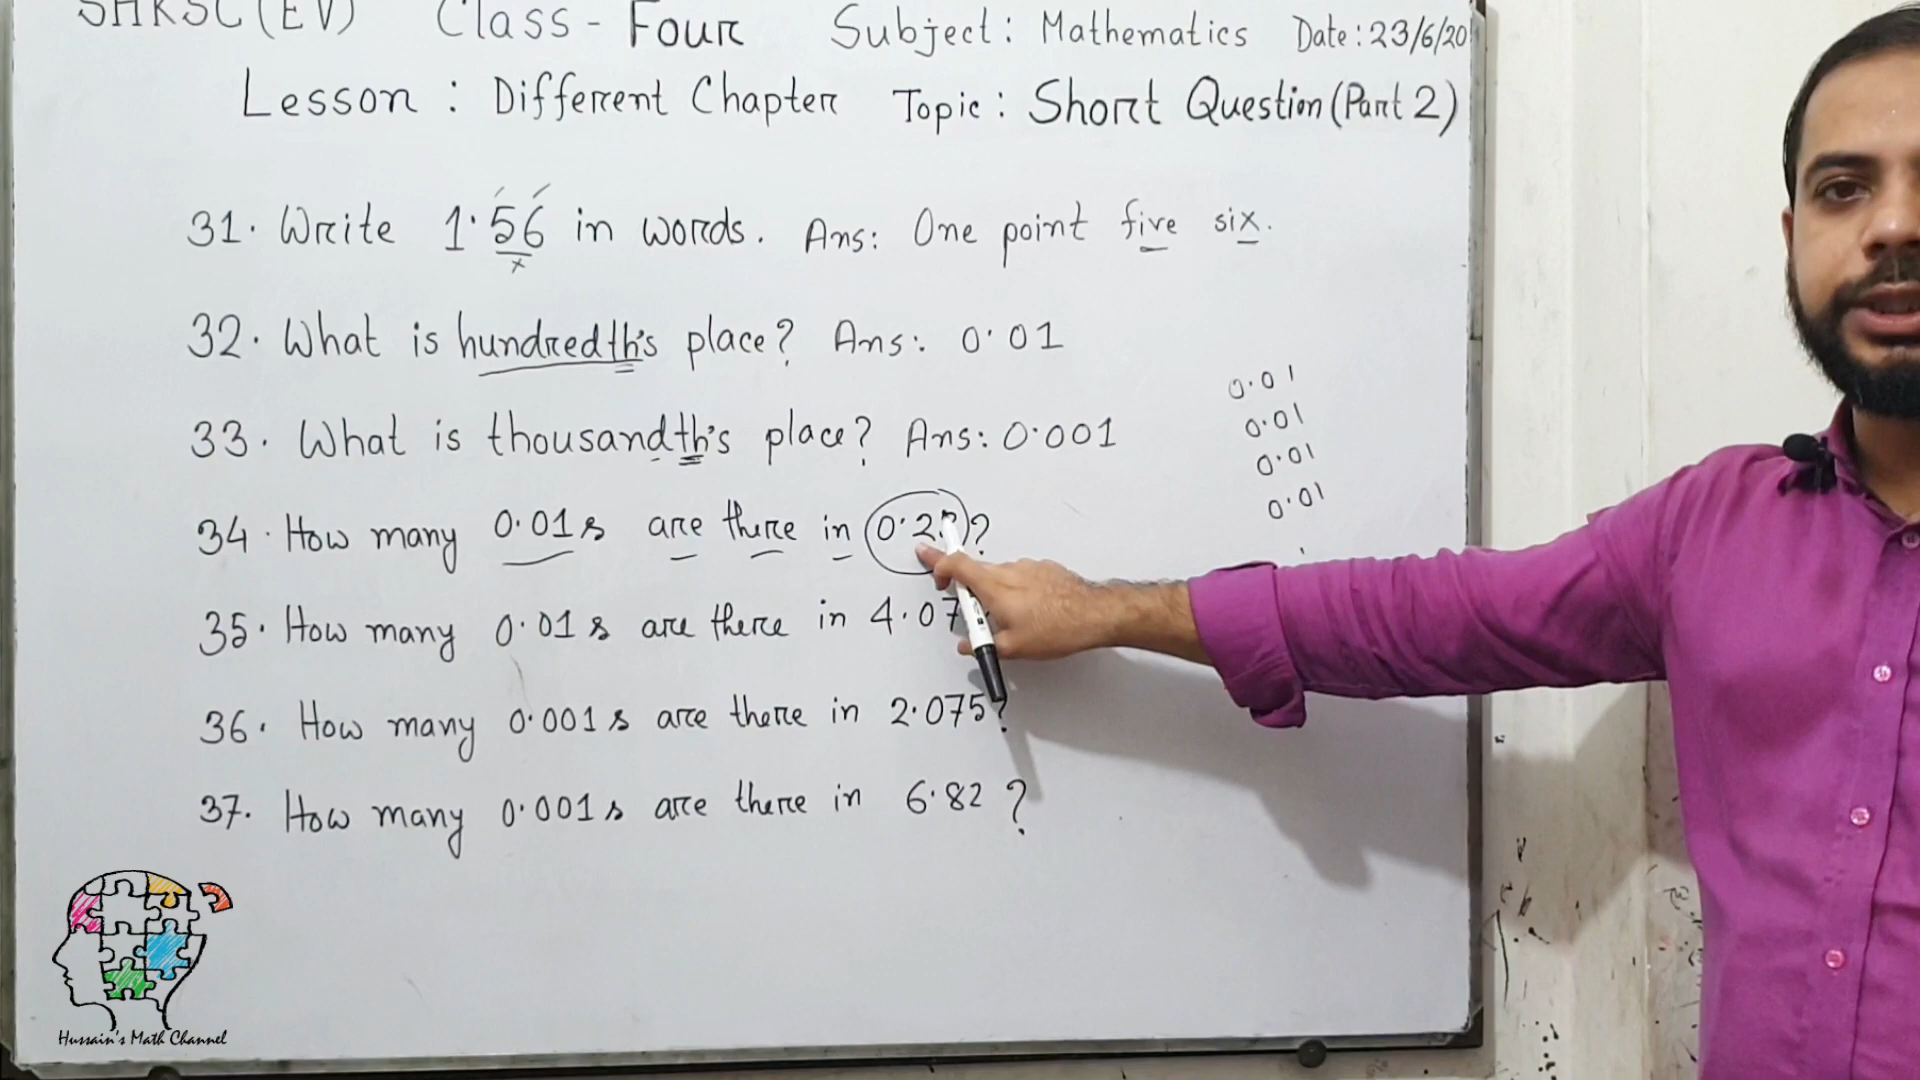 SHKSC (EV) Class - Four Subject: Mathematics Date: 23/6/20
Lesson : Different Chapter Topic: Short Question (Part 2)
31. Write 1.56 in words. Ans: One point five six.
x
32. What is hundredth's place? Ans: 0.01
33. What is thousandth's place? Ans: 0.001
0.01
0.01
0.01
0.01
34. How many 0.01s are there in ?
35. How many 0.01s are there in 4.07
36. How many 0.001s are there in 2.075?
37. How many 0.001s are there in 6.82 ?
Hussain's Math Channel